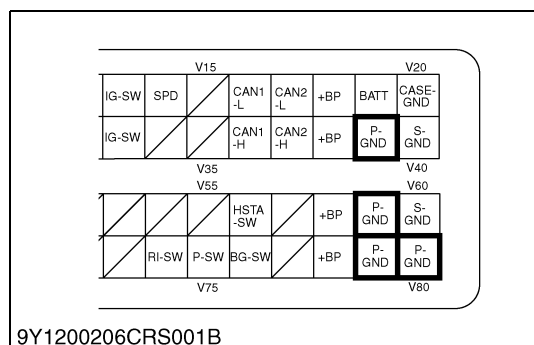 V15 V20
IG-SW SPD CAN1-L CAN2-L +BP BATT CASE-GND
IG-SW CAN1-H CAN2-H +BP P-GND S-GND
V35 V40
V55 V60
HSTA-SW +BP P-GND S-GND
RI-SW P-SW BG-SW +BP P-GND P-GND
V75 V80
9Y1200206CRS001B